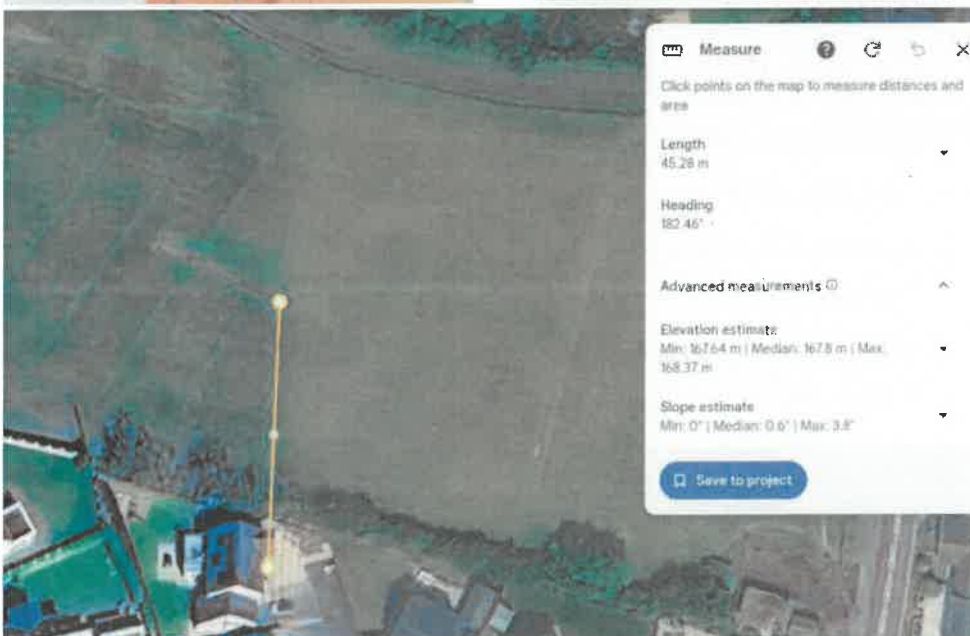 Measure
Click points on the map to measure distances and
area
Length
45.28 m
Heading
182.46°
Advanced measurements
Elevation estimate
Min: 167.64 m | Median: 167.8 m | Max:
168.37 m
Slope estimate
Min: 0° | Median: 0.6° | Max: 3.8°
Save to project